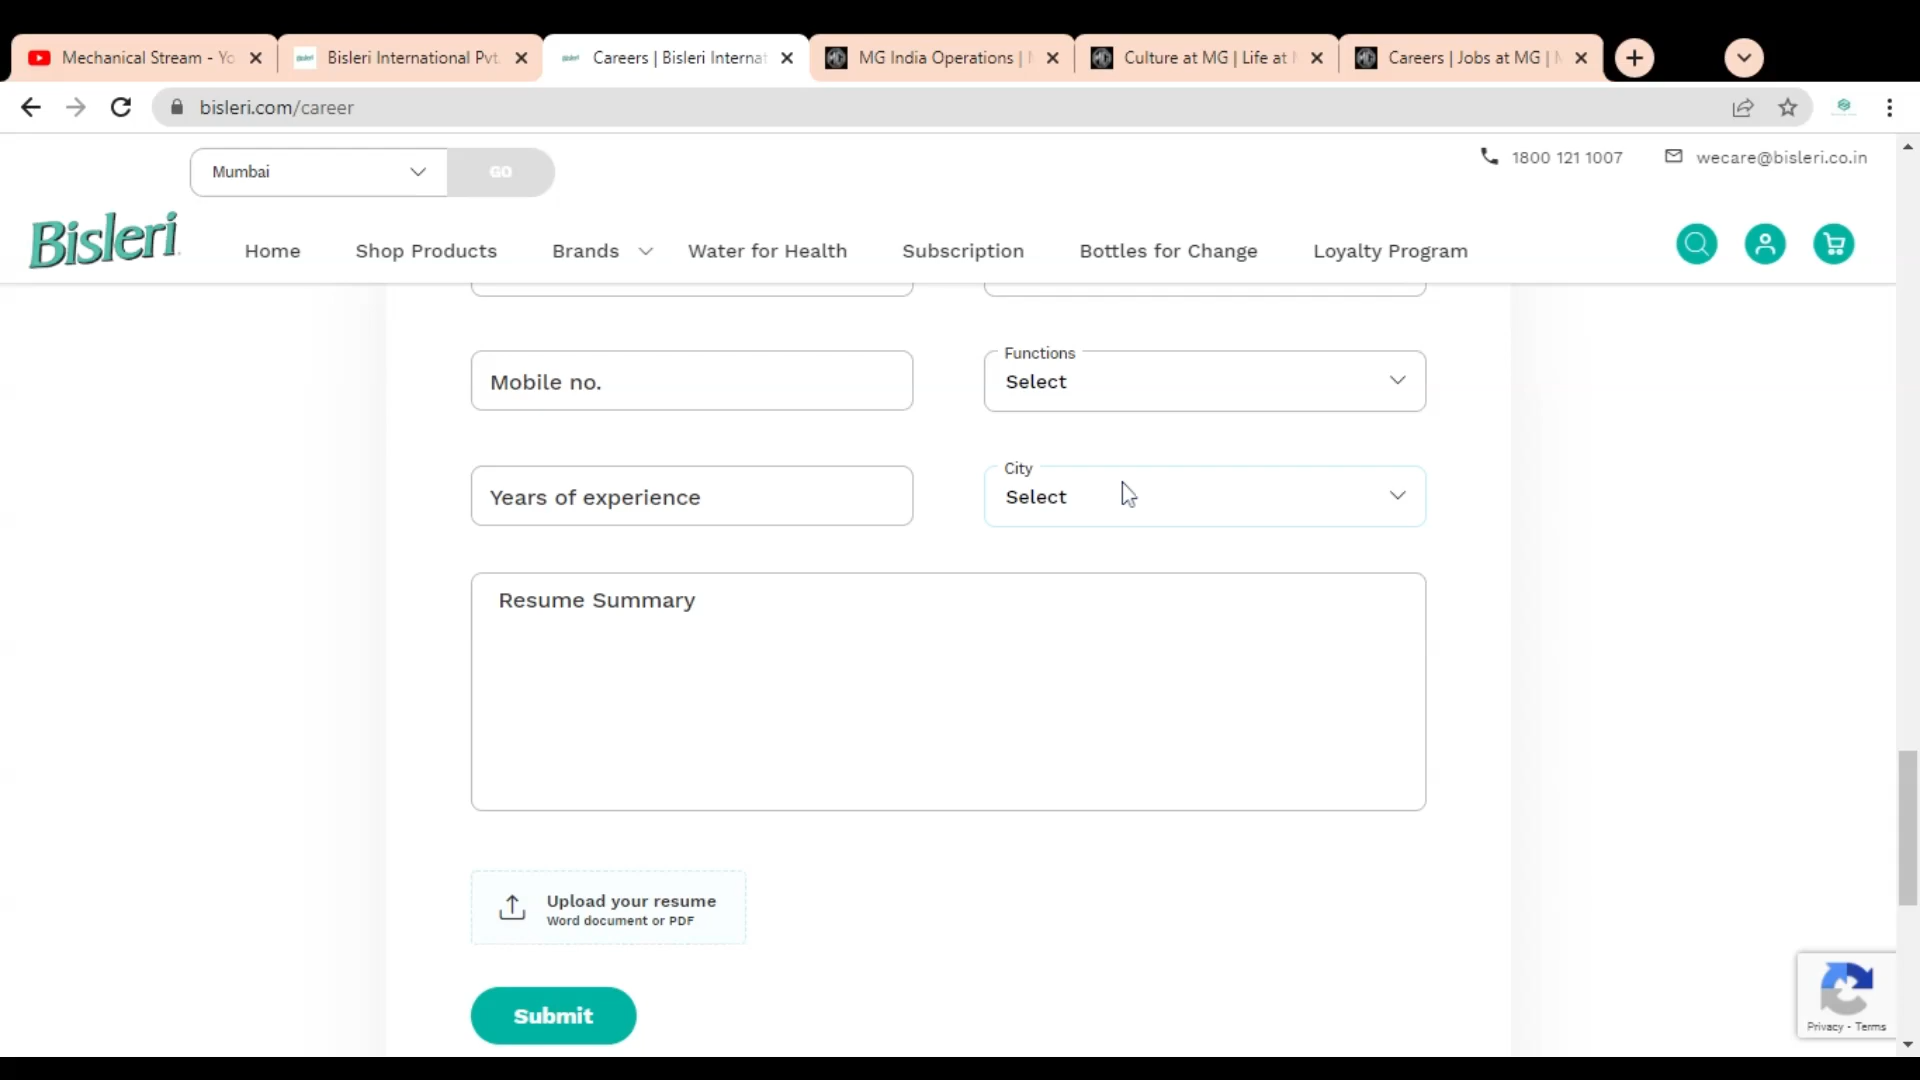 Mechanical Stream - Yo
Bisleri International Pvt.
Careers | Bisleri Internat
MG India Operations |
Culture at MG | Life at
Careers | Jobs at MG |
bisleri.com/career
Mumbai
GO
1800 121 1007
wecare@bisleri.co.in
Bisleri
Home
Shop Products
Brands
Water for Health
Subscription
Bottles for Change
Loyalty Program
Mobile no.
Functions
Select
Years of experience
City
Select
Resume Summary
Upload your resume
Word document or PDF
Submit
Privacy - Terms